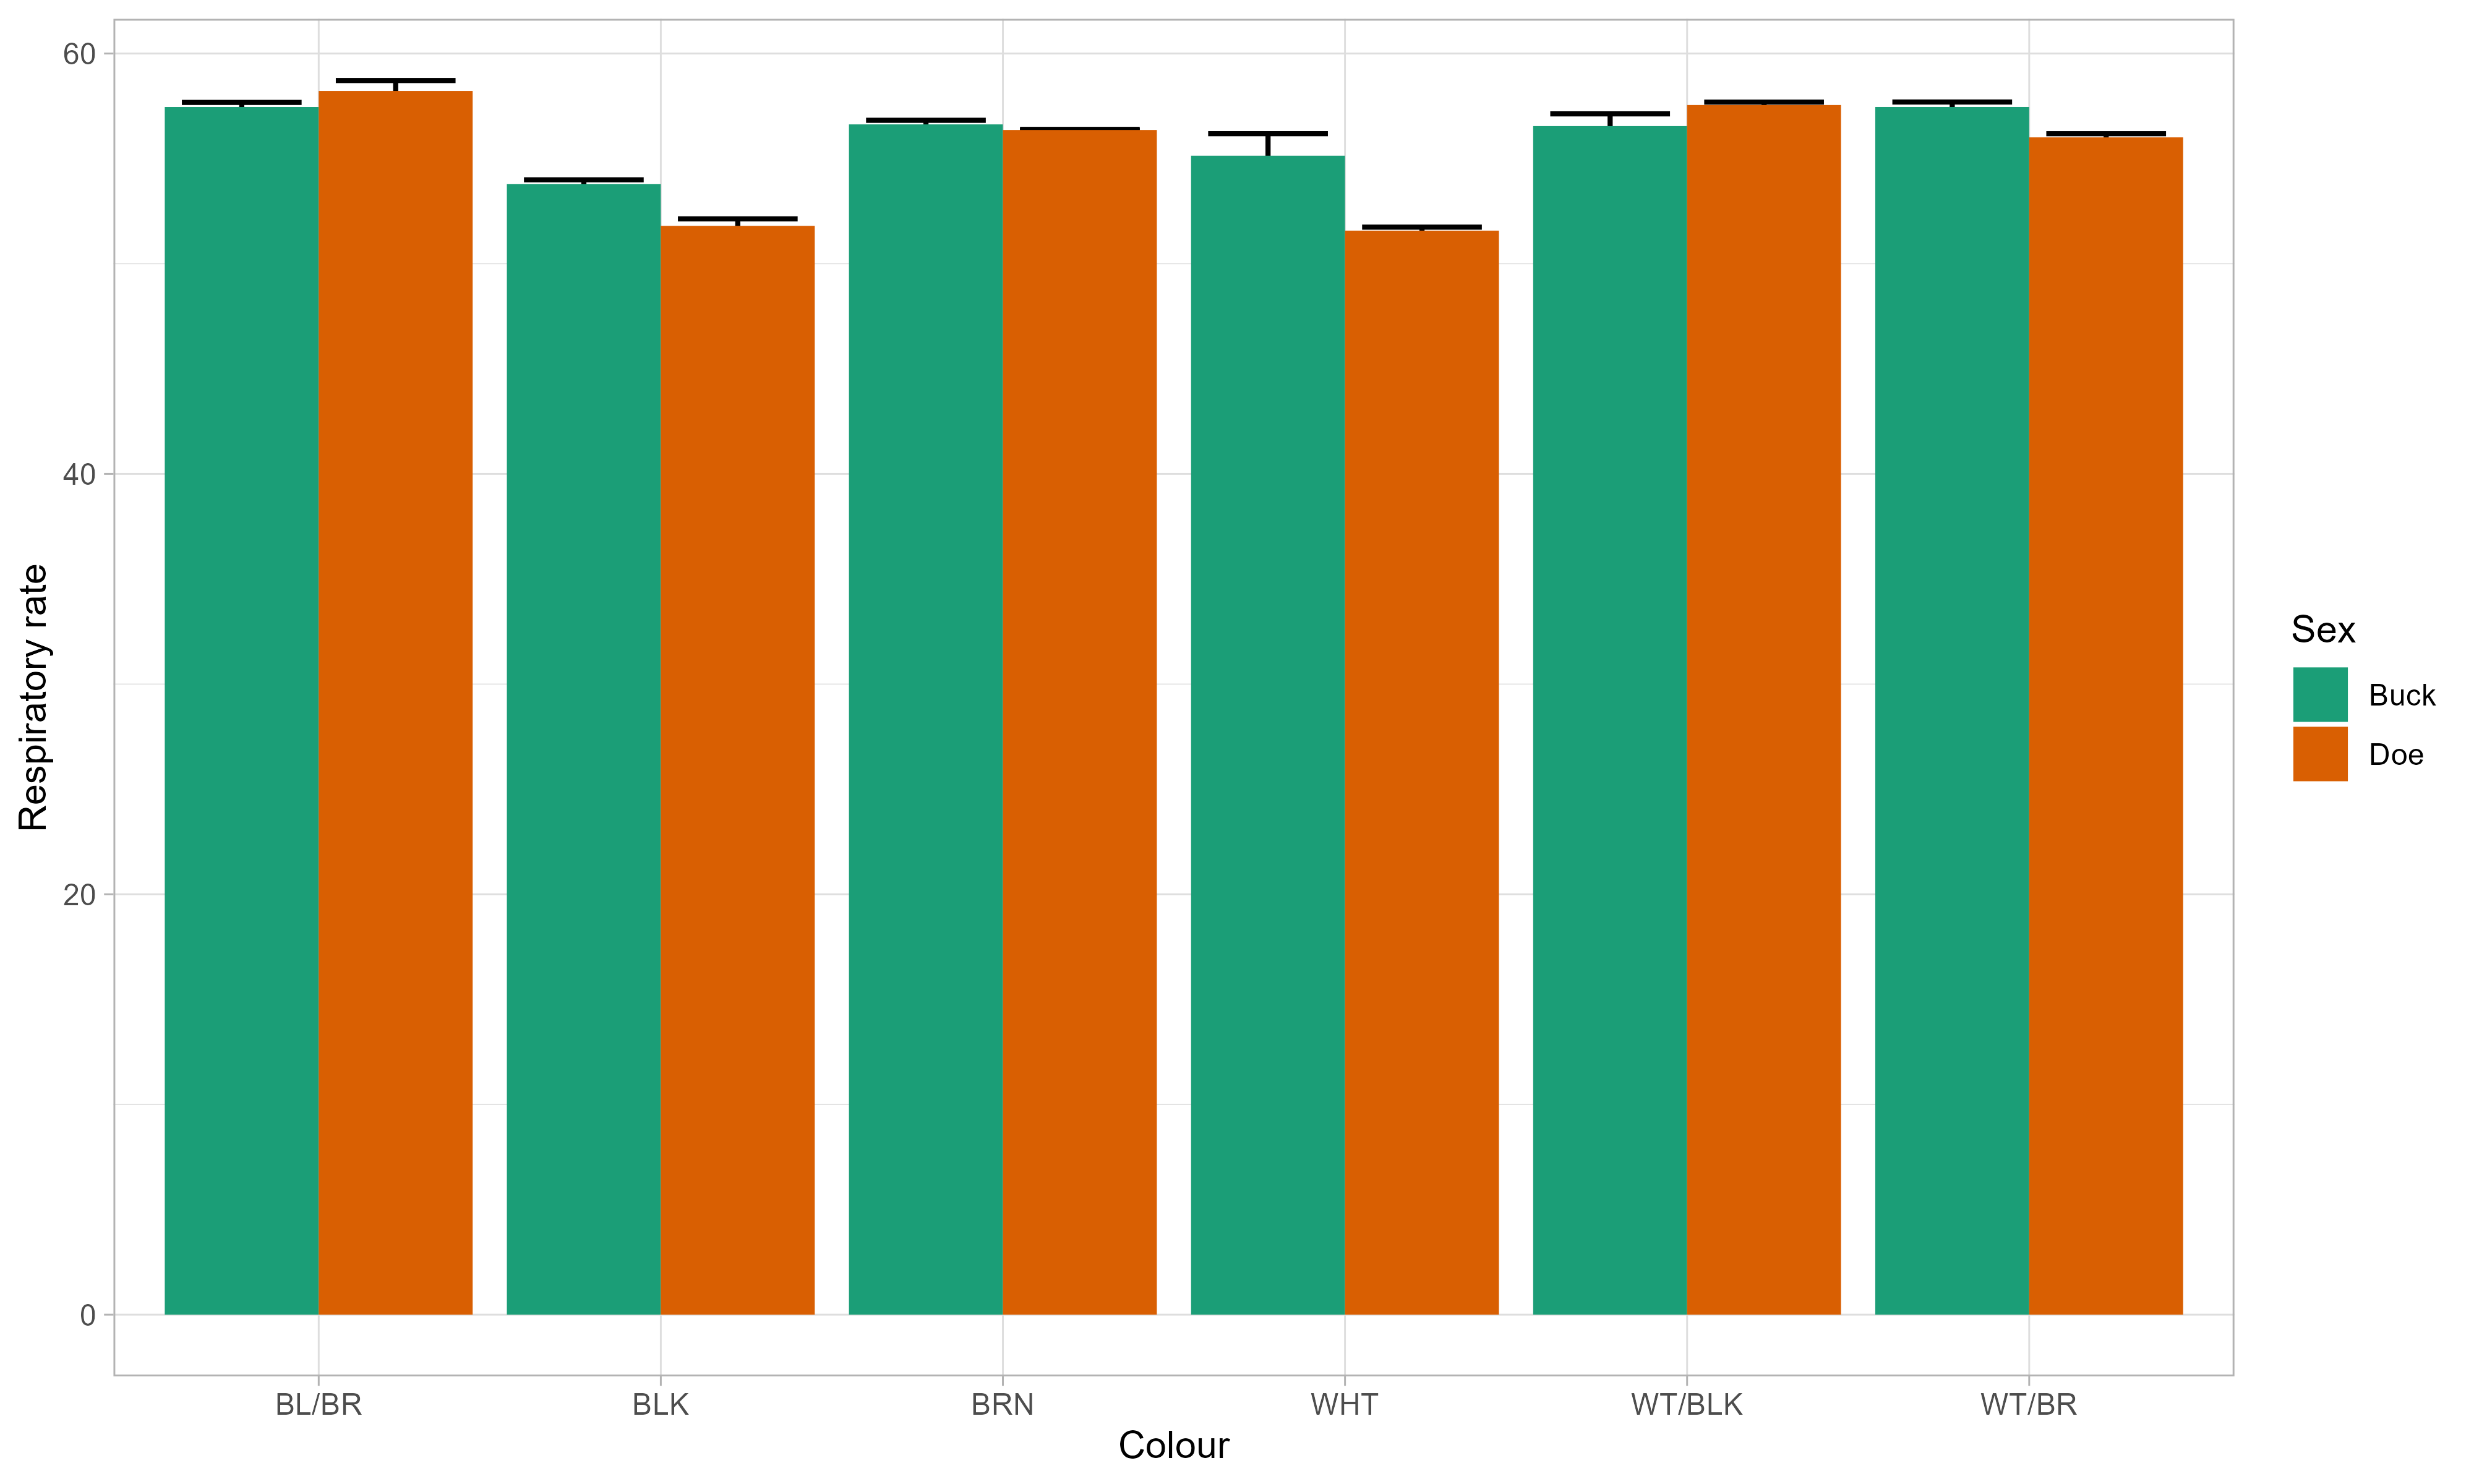 60
40
20
0
Respiratory rate
BL/BR
BLK
BRN
WHT
WT/BLK
WT/BR
Colour
Sex
Buck
Doe